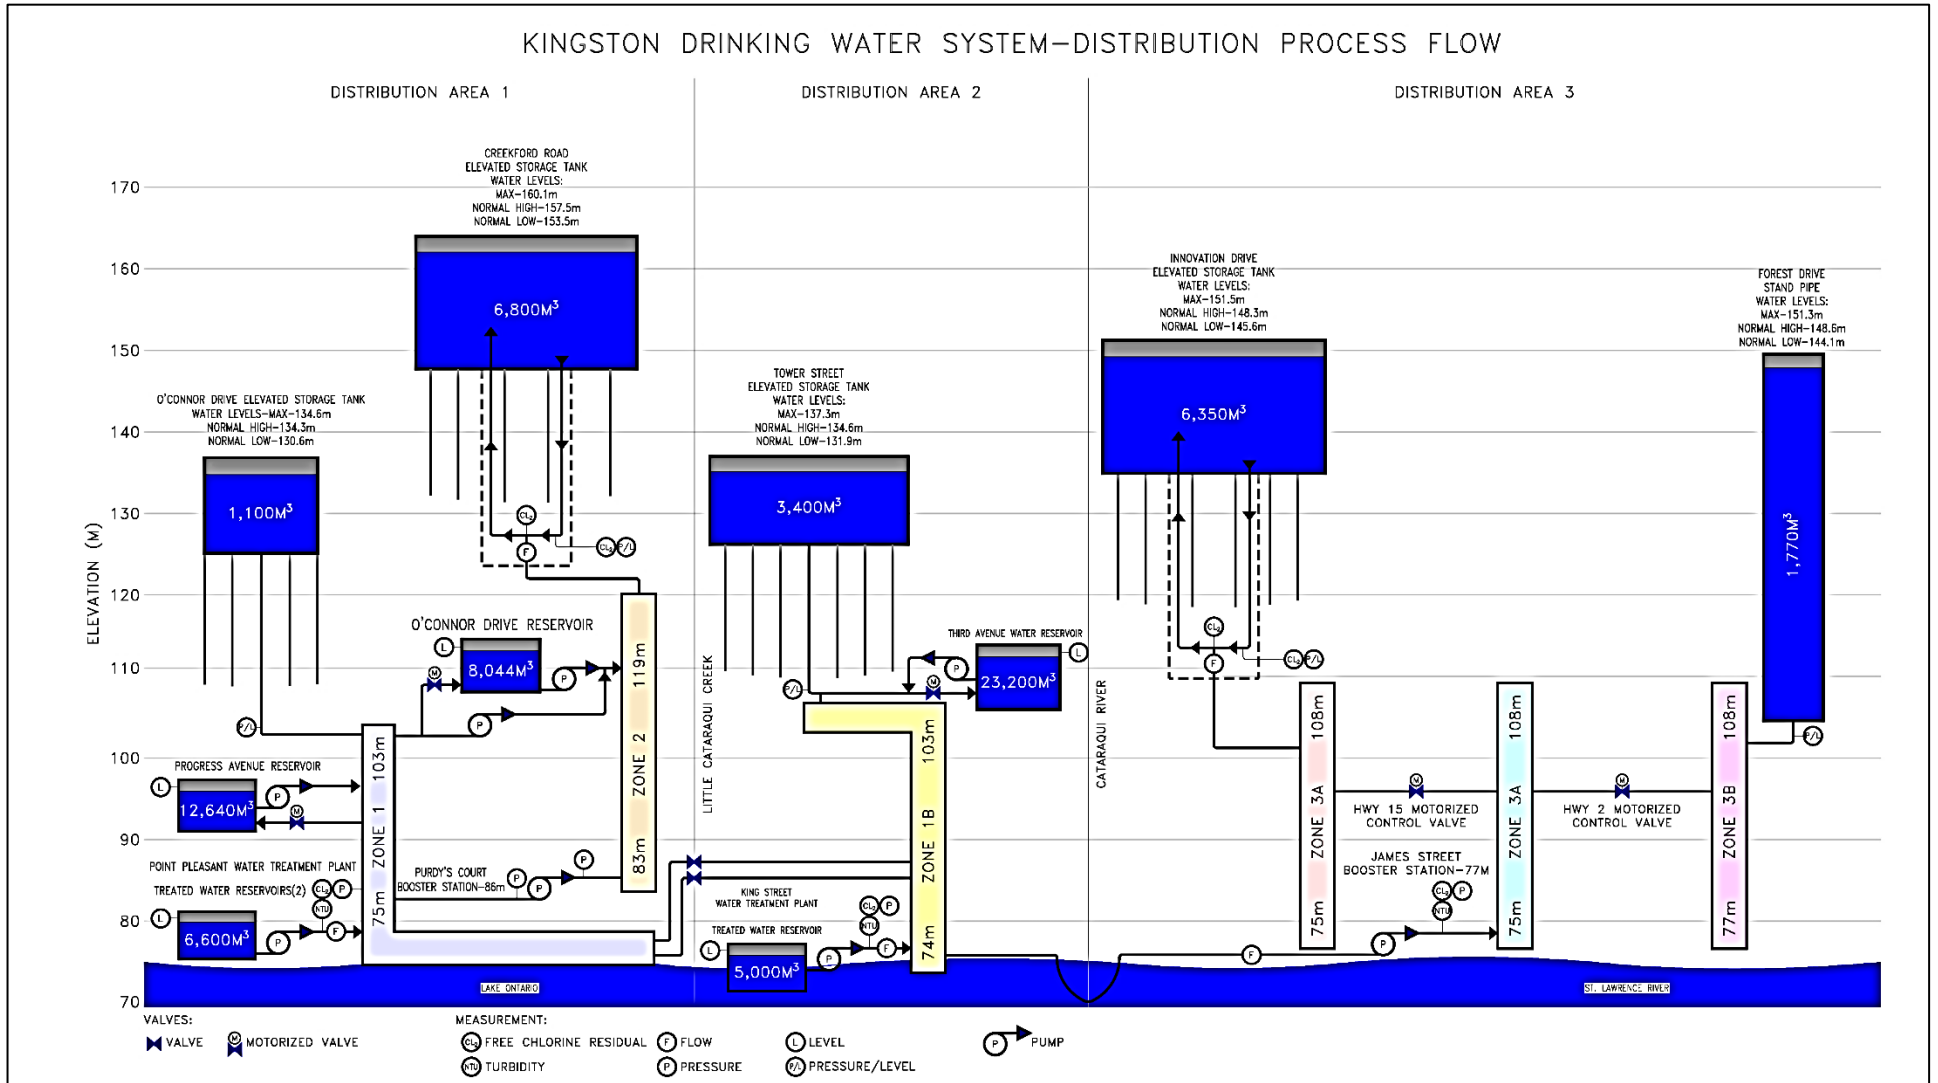 KINGSTON DRINKING WATER SYSTEM-DISTRIBUTION PROCESS FLOW
DISTRIBUTION AREA 1
DISTRIBUTION AREA 2
DISTRIBUTION AREA 3
ELEVATION (M)
170
160
150
140
130
120
110
100
90
80
70
CREEKFORD ROAD
ELEVATED STORAGE TANK
WATER LEVELS:
MAX-160.1m
NORMAL HIGH-157.5m
NORMAL LOW-153.5m
6,800M³
O'CONNOR DRIVE ELEVATED STORAGE TANK
WATER LEVELS-MAX-134.6m
NORMAL HIGH-134.3m
NORMAL LOW-130.6m
1,100M³
CL₂
F
CL₂
P/L
O'CONNOR DRIVE RESERVOIR
L
8,044M³
M
P
P
P/L
PROGRESS AVENUE RESERVOIR
L
12,640M³
P
M
POINT PLEASANT WATER TREATMENT PLANT
TREATED WATER RESERVOIRS(2)
CL₂
P
NTU
L
6,600M³
P
F
75m ZONE 1 103m
PURDY'S COURT
BOOSTER STATION-86m
P
P
P
83m ZONE 2 119m
LITTLE CATARAQUI CREEK
TOWER STREET
ELEVATED STORAGE TANK
WATER LEVELS:
MAX-137.3m
NORMAL HIGH-134.6m
NORMAL LOW-131.9m
3,400M³
THIRD AVENUE WATER RESERVOIR
L
P
M
23,200M³
P/L
74m ZONE 1B 103m
KING STREET
WATER TREATMENT PLANT
CL₂
P
NTU
TREATED WATER RESERVOIR
L
5,000M³
P
F
CATARAQUI RIVER
INNOVATION DRIVE
ELEVATED STORAGE TANK
WATER LEVELS:
MAX-151.5m
NORMAL HIGH-148.3m
NORMAL LOW-145.6m
6,350M³
CL₂
F
CL₂
P/L
FOREST DRIVE
STAND PIPE
WATER LEVELS:
MAX-151.3m
NORMAL HIGH-148.6m
NORMAL LOW-144.1m
1,770M³
P/L
75m ZONE 3A 108m
M
HWY 15 MOTORIZED
CONTROL VALVE
75m ZONE 3A 108m
M
HWY 2 MOTORIZED
CONTROL VALVE
77m ZONE 3B 108m
JAMES STREET
BOOSTER STATION-77M
CL₂
P
NTU
P
F
LAKE ONTARIO
ST. LAWRENCE RIVER
VALVES:
VALVE
M
MOTORIZED VALVE
MEASUREMENT:
CL₂ FREE CHLORINE RESIDUAL
F FLOW
L LEVEL
P PUMP
NTU TURBIDITY
P PRESSURE
P/L PRESSURE/LEVEL